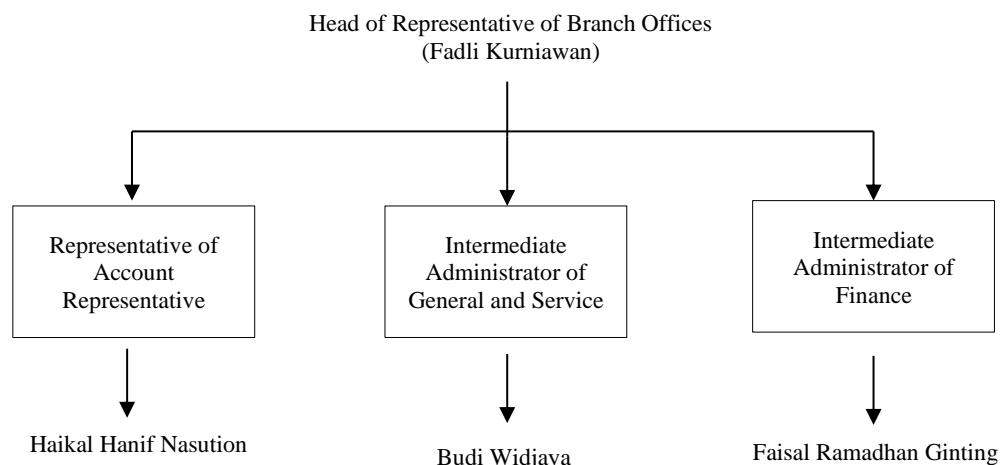 Head of Representative of Branch Offices
(Fadli Kurniawan)
Representative of
Account
Representative
Intermediate
Administrator of
General and Service
Intermediate
Administrator of
Finance
Haikal Hanif Nasution
Budi
Faisal Ramadhan Ginting